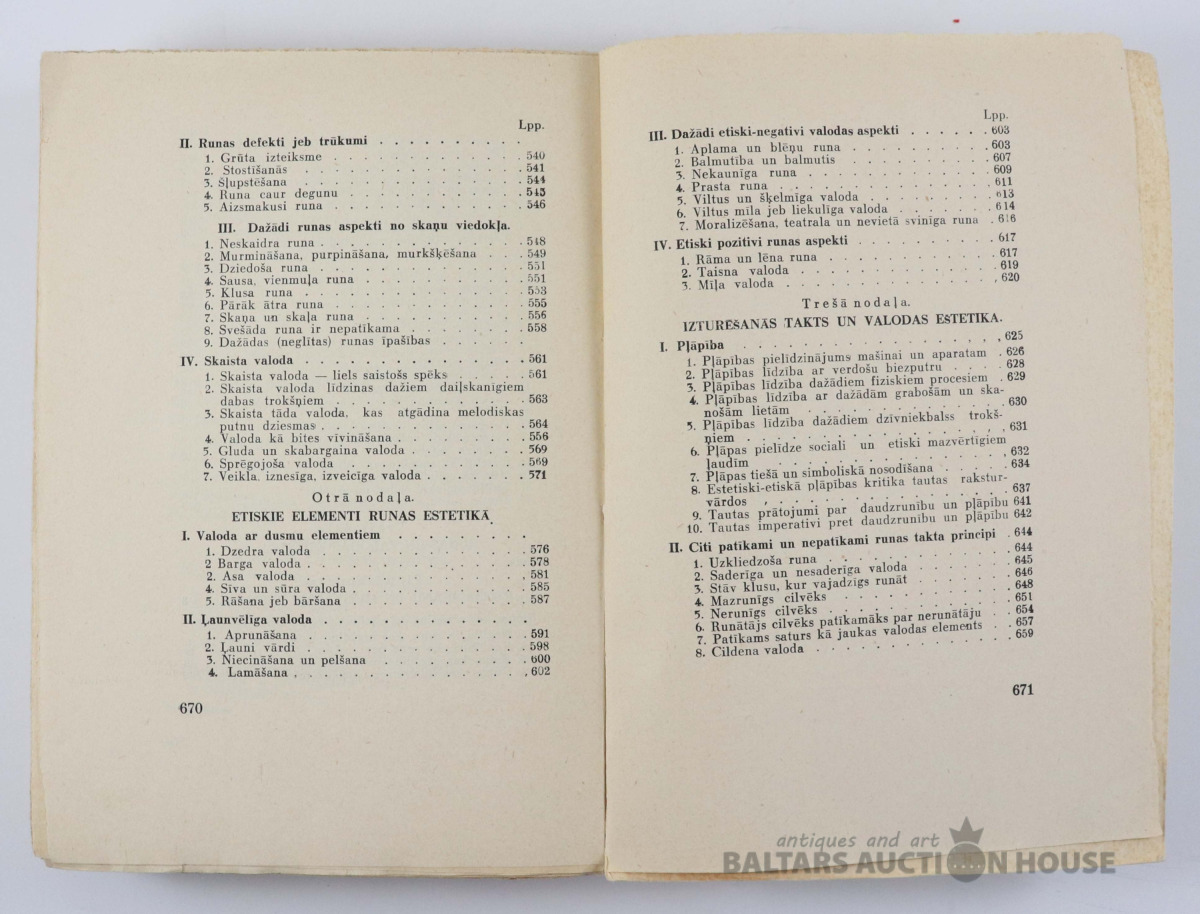 Lpp.
II. Runas defekti jeb trūkumi . . . . . . . . . .
1. Grūta izteiksme . . . . . . . . . . . . . 540
2. Stostīšanās . . . . . . . . . . . . . . . 541
3. Šļupstēšana . . . . . . . . . . . . . . . 544
4. Runa caur degunu . . . . . . . . . . . . 545
5. Aizsmakusi runa . . . . . . . . . . . . . 546
III. Dažādi runas aspekti no skaņu viedokļa.
1. Neskaidra runa . . . . . . . . . . . . . 548
2. Murmināšana, purpināšana, murkšķēšana . . . 549
3. Dziedoša runa . . . . . . . . . . . . . . 551
4. Sausa, vienmuļa runa . . . . . . . . . . . 551
5. Klusa runa . . . . . . . . . . . . . . . 553
6. Pārāk ātra runa . . . . . . . . . . . . . 555
7. Skaņa un skaļa runa . . . . . . . . . . . 556
8. Svešāda runa ir nepatīkama . . . . . . . . 558
9. Dažādas (neglītas) runas īpašības . . . . . .
IV. Skaista valoda . . . . . . . . . . . . . 561
1. Skaista valoda — liels saistošs spēks . . . . . 561
2. Skaista valoda līdzinas dažiem daiļskanīgiem
dabas trokšņiem . . . . . . . . . . . . . 563
3. Skaista tāda valoda, kas atgādina melodiskas
putnu dziesmas . . . . . . . . . . . . . 564
4. Valoda kā bites vīvināšana . . . . . . . . . 556
5. Gluda un skabargaina valoda . . . . . . . . 569
6. Sprēgojoša valoda . . . . . . . . . . . . 569
7. Veikla, iznesīga, izveicīga valoda . . . . . . . 571
Otrā nodaļa.
ETISKIE ELEMENTI RUNAS ESTETIKĀ
I. Valoda ar dusmu elementiem . . . . . . . . .
1. Dzedra valoda . . . . . . . . . . . . . . 576
2 Barga valoda . . . . . . . . . . . . . . 578
2. Asa valoda . . . . . . . . . . . . . . . 581
4. Sīva un sūra valoda . . . . . . . . . . . . 585
5. Rāšana jeb bāršana . . . . . . . . . . . . 587
II. Ļaunvēlīga valoda . . . . . . . . . . . . . .
1. Aprunāšana . . . . . . . . . . . . . . 591
2. Ļauni vārdi . . . . . . . . . . . . . . . 598
3. Niecināšana un pelšana . . . . . . . . . . 600
4. Lamāšana . . . . . . . . . . . . . . . 602
670
Lpp.
III. Dažādi etiski-negatīvi valodas aspekti . . . . . . 603
1. Aplama un blēņu runa . . . . . . . . . . 603
2. Balmutība un balmutis . . . . . . . . . . 607
3. Nekaunīga runa . . . . . . . . . . . . . 609
4. Prasta runa . . . . . . . . . . . . . . . 611
5. Viltus un šķelmīga valoda . . . . . . . . . 613
6. Viltus mīla jeb liekulīga valoda . . . . . . . 614
7. Moralizēšana, teatrala un nevietā svinīga runa . 616
IV. Etiski pozitivi runas aspekti . . . . . . . . . . 617
1. Rāma un lēna runa . . . . . . . . . . . . 617
2. Taisna valoda . . . . . . . . . . . . . . 619
3. Mīļa valoda . . . . . . . . . . . . . . . 620
Trešā nodaļa.
IZTURĒŠANĀS TAKTS UN VALODAS ESTETIKA.
I. Pļāpība . . . . . . . . . . . . . . . . . 625
1. Pļāpības pielīdzinājums mašinai un aparatam . 626
2. Pļāpības līdzība ar verdošu biezputru . . . . 628
3. Pļāpības līdzība dažādiem fiziskiem procesiem . 629
4. Pļāpības līdzība ar dažādām grabošām un ska-
nošām lietām . . . . . . . . . . . . . . 630
5. Pļāpības līdzība dažādiem dzīvniekbalss trokš-
ņiem . . . . . . . . . . . . . . . . . 631
6. Pļāpas pielīdze sociali un etiski mazvērtīgiem
ļaudīm . . . . . . . . . . . . . . . . 632
7. Pļāpas tiešā un simboliskā nosodīšana . . . . . 634
8. Estetiski-etiskā pļāpības kritika tautas rakstur-
vārdos . . . . . . . . . . . . . . . . 637
9. Tautas prātojumi par daudzrunību un pļāpību 641
10. Tautas imperativi pret daudzrunību un pļāpību 642
II. Citi patīkami un nepatīkami runas takta principi . 644
1. Uzkliedzoša runa . . . . . . . . . . . . . 644
2. Saderīga un nesaderīga valoda . . . . . . . 645
3. Stāv klusu, kur vajadzīgs runāt . . . . . . . 646
4. Mazrunīgs cilvēks . . . . . . . . . . . . 648
5. Nerunīgs cilvēks . . . . . . . . . . . . . 651
6. Runātājs cilvēks patīkamāks par nerunātāju . . 654
7. Patīkams saturs kā jaukas valodas elements . . 657
8. Cildena valoda . . . . . . . . . . . . . 659
671
antiques and art
BALTARS AUCTION HOUSE